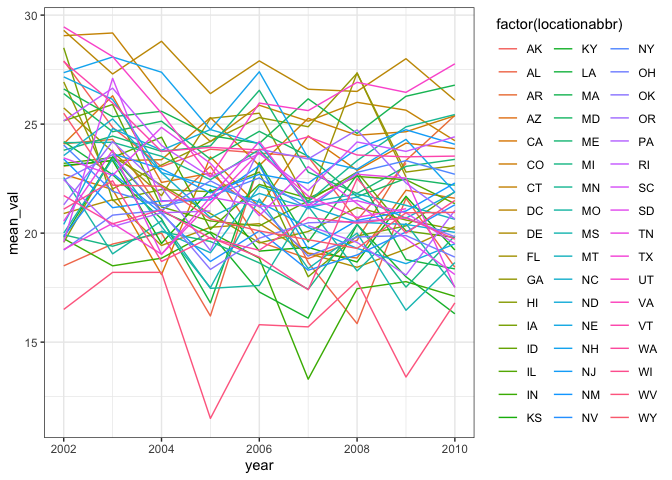 30
25
20
15
mean_val
2002
2004
2006
2008
2010
year
factor(locationabbr)
AK KY NY
AL LA OH
AR MA OK
AZ MD OR
CA ME PA
CO MI RI
CT MN SC
DC MO SD
DE MS TN
FL MT TX
GA NC UT
HI ND VA
IA NE VT
ID NH WA
IL NJ WI
IN NM WV
KS NV WY